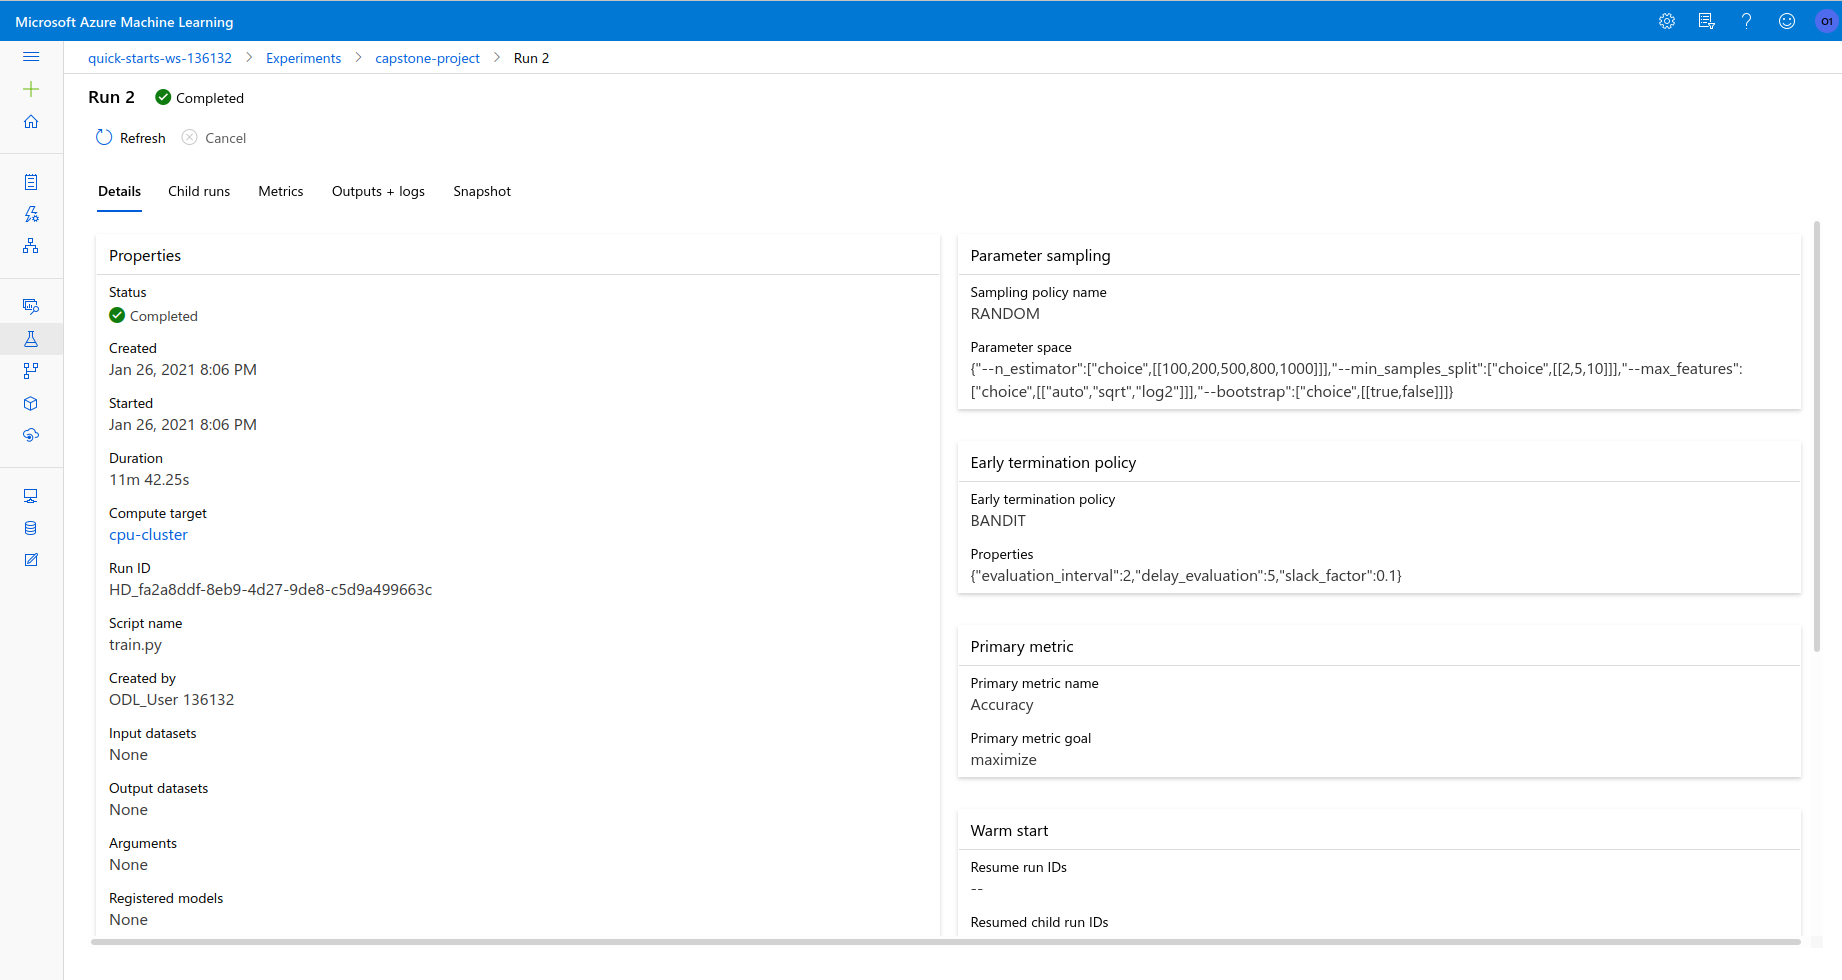 Microsoft Azure Machine Learning
O1
quick-starts-ws-136132 > Experiments > capstone-project > Run 2
Run 2 Completed
Refresh Cancel
Details Child runs Metrics Outputs + logs Snapshot
Properties
Status
Completed
Created
Jan 26, 2021 8:06 PM
Started
Jan 26, 2021 8:06 PM
Duration
11m 42.25s
Compute target
cpu-cluster
Run ID
HD_fa2a8ddf-8eb9-4d27-9de8-c5d9a499663c
Script name
train.py
Created by
ODL_User 136132
Input datasets
None
Output datasets
None
Arguments
None
Registered models
None
Parameter sampling
Sampling policy name
RANDOM
Parameter space
{"--n_estimator":["choice",[[100,200,500,800,1000]]],"--min_samples_split":["choice",[[2,5,10]]],"--max_features":
["choice",[["auto","sqrt","log2"]]],"--bootstrap":["choice",[[true,false]]]}
Early termination policy
Early termination policy
BANDIT
Properties
{"evaluation_interval":2,"delay_evaluation":5,"slack_factor":0.1}
Primary metric
Primary metric name
Accuracy
Primary metric goal
maximize
Warm start
Resume run IDs
--
Resumed child run IDs